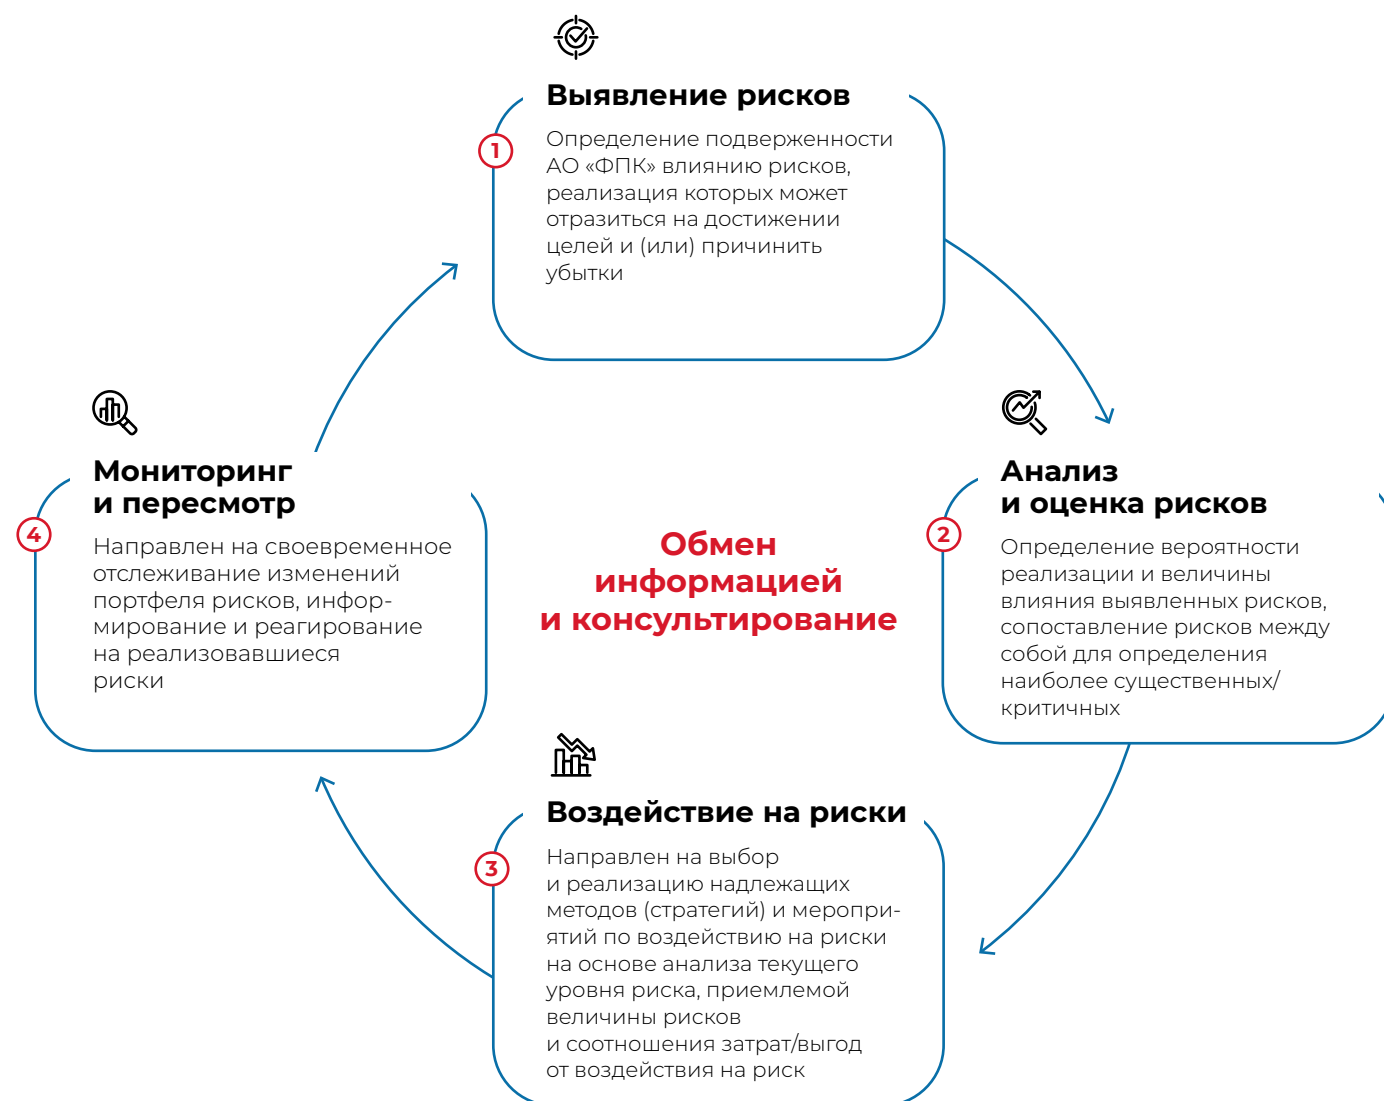 Выявление рисков
1
Определение подверженности
АО «ФПК» влиянию рисков,
реализация которых может
отразиться на достижении
целей и (или) причинить
убытки
Анализ
и оценка рисков
2
Определение вероятности
реализации и величины
влияния выявленных рисков,
сопоставление рисков между
собой для определения
наиболее существенных/
критичных
Воздействие на риски
3
Направлен на выбор
и реализацию надлежащих
методов (стратегий) и меропри-
ятий по воздействию на риски
на основе анализа текущего
уровня риска, приемлемой
величины рисков
и соотношения затрат/выгод
от воздействия на риск
Мониторинг
и пересмотр
4
Направлен на своевременное
отслеживание изменений
портфеля рисков, инфор-
мирование и реагирование
на реализовавшиеся
риски
Обмен
информацией
и консультирование